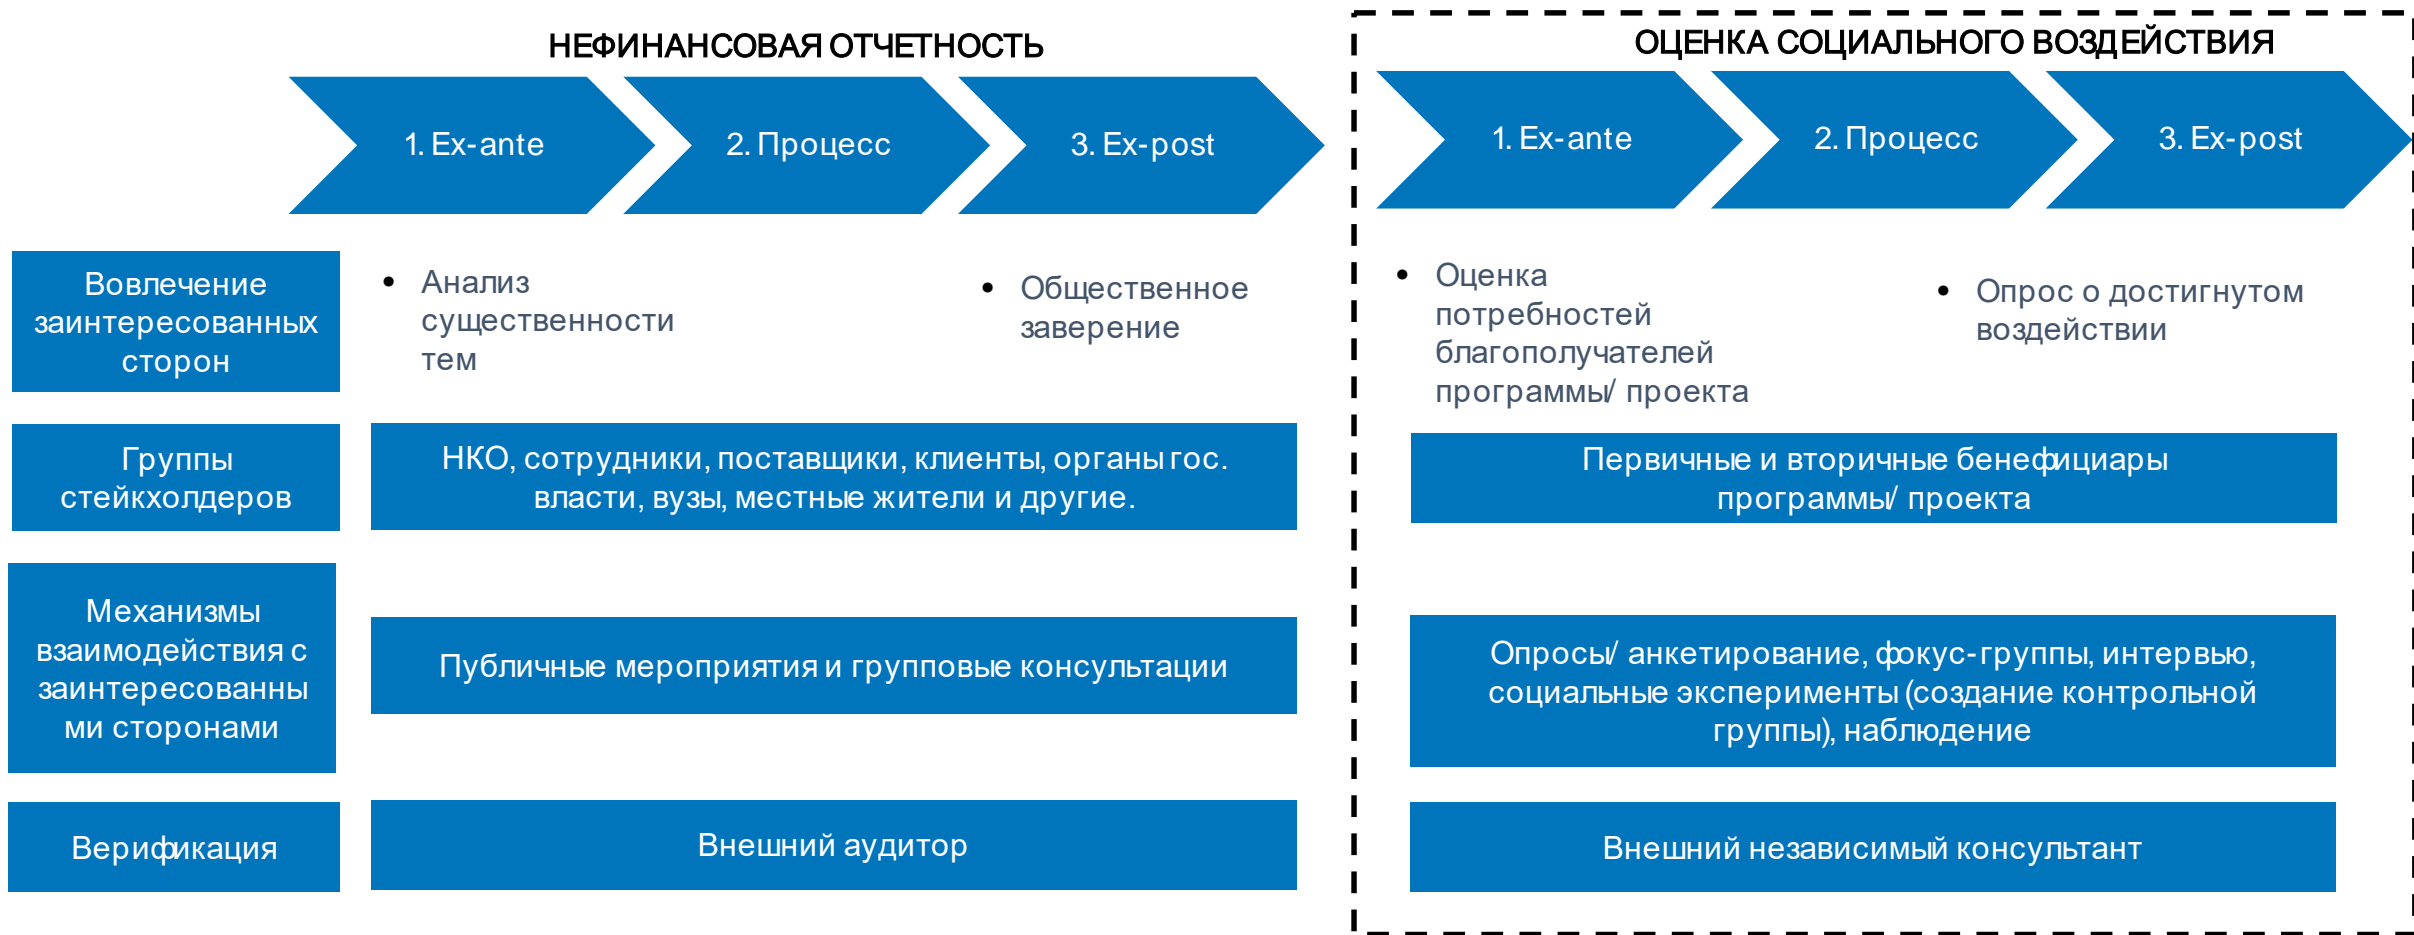 НЕФИНАНСОВАЯ ОТЧЕТНОСТЬ
1. Ex-ante
2. Процесс
3. Ex-post
ОЦЕНКА СОЦИАЛЬНОГО ВОЗДЕЙСТВИЯ
1. Ex-ante
2. Процесс
3. Ex-post
Вовлечение
заинтересованных
сторон
• Анализ
существенности
тем
• Общественное
заверение
• Оценка
потребностей
благополучателей
программы/ проекта
• Опрос о достигнутом
воздействии
Группы
стейкхолдеров
НКО, сотрудники, поставщики, клиенты, органы гос.
власти, вузы, местные жители и другие.
Первичные и вторичные бенефициары
программы/ проекта
Механизмы
взаимодействия с
заинтересованны
ми сторонами
Публичные мероприятия и групповые консультации
Опросы/ анкетирование, фокус-группы, интервью,
социальные эксперименты (создание контрольной
группы), наблюдение
Верификация
Внешний аудитор
Внешний независимый консультант